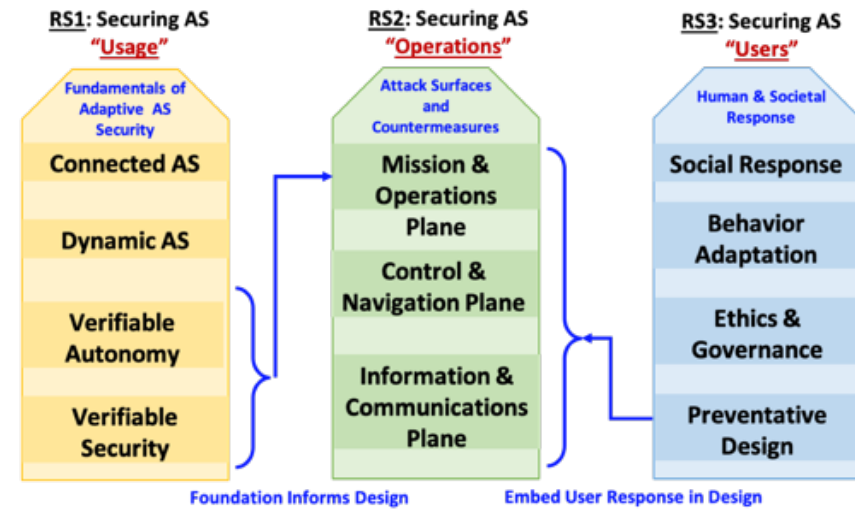 RS1: Securing AS
“Usage”
Fundamentals of
Adaptive AS
Security
Connected AS
Dynamic AS
Verifiable
Autonomy
Verifiable
Security
RS2: Securing AS
“Operations”
Attack Surfaces
and
Countermeasures
Mission &
Operations
Plane
Control &
Navigation Plane
Information &
Communications
Plane
RS3: Securing AS
“Users”
Human & Societal
Response
Social Response
Behavior
Adaptation
Ethics &
Governance
Preventative
Design
Foundation Informs Design
Embed User Response in Design